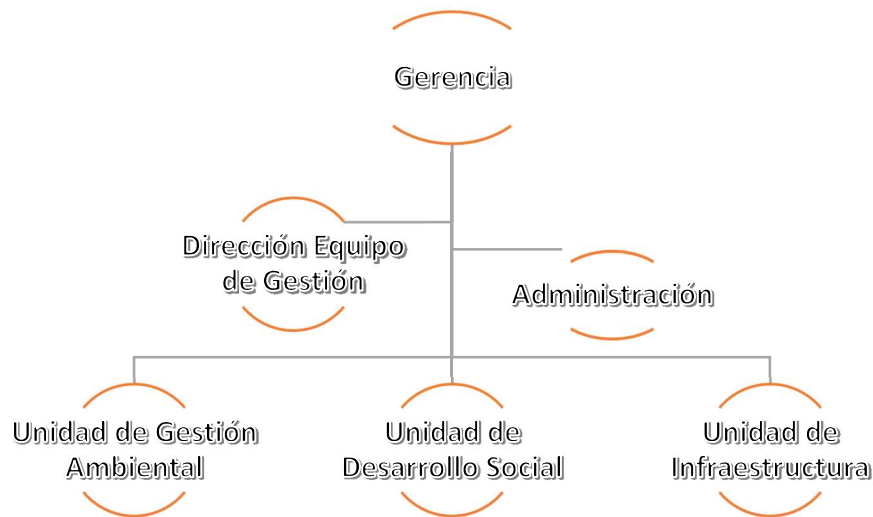 Gerencia
Dirección Equipo
de Gestión
Administración
Unidad de Gestión
Ambiental
Unidad de
Desarrollo Social
Unidad de
Infraestructura